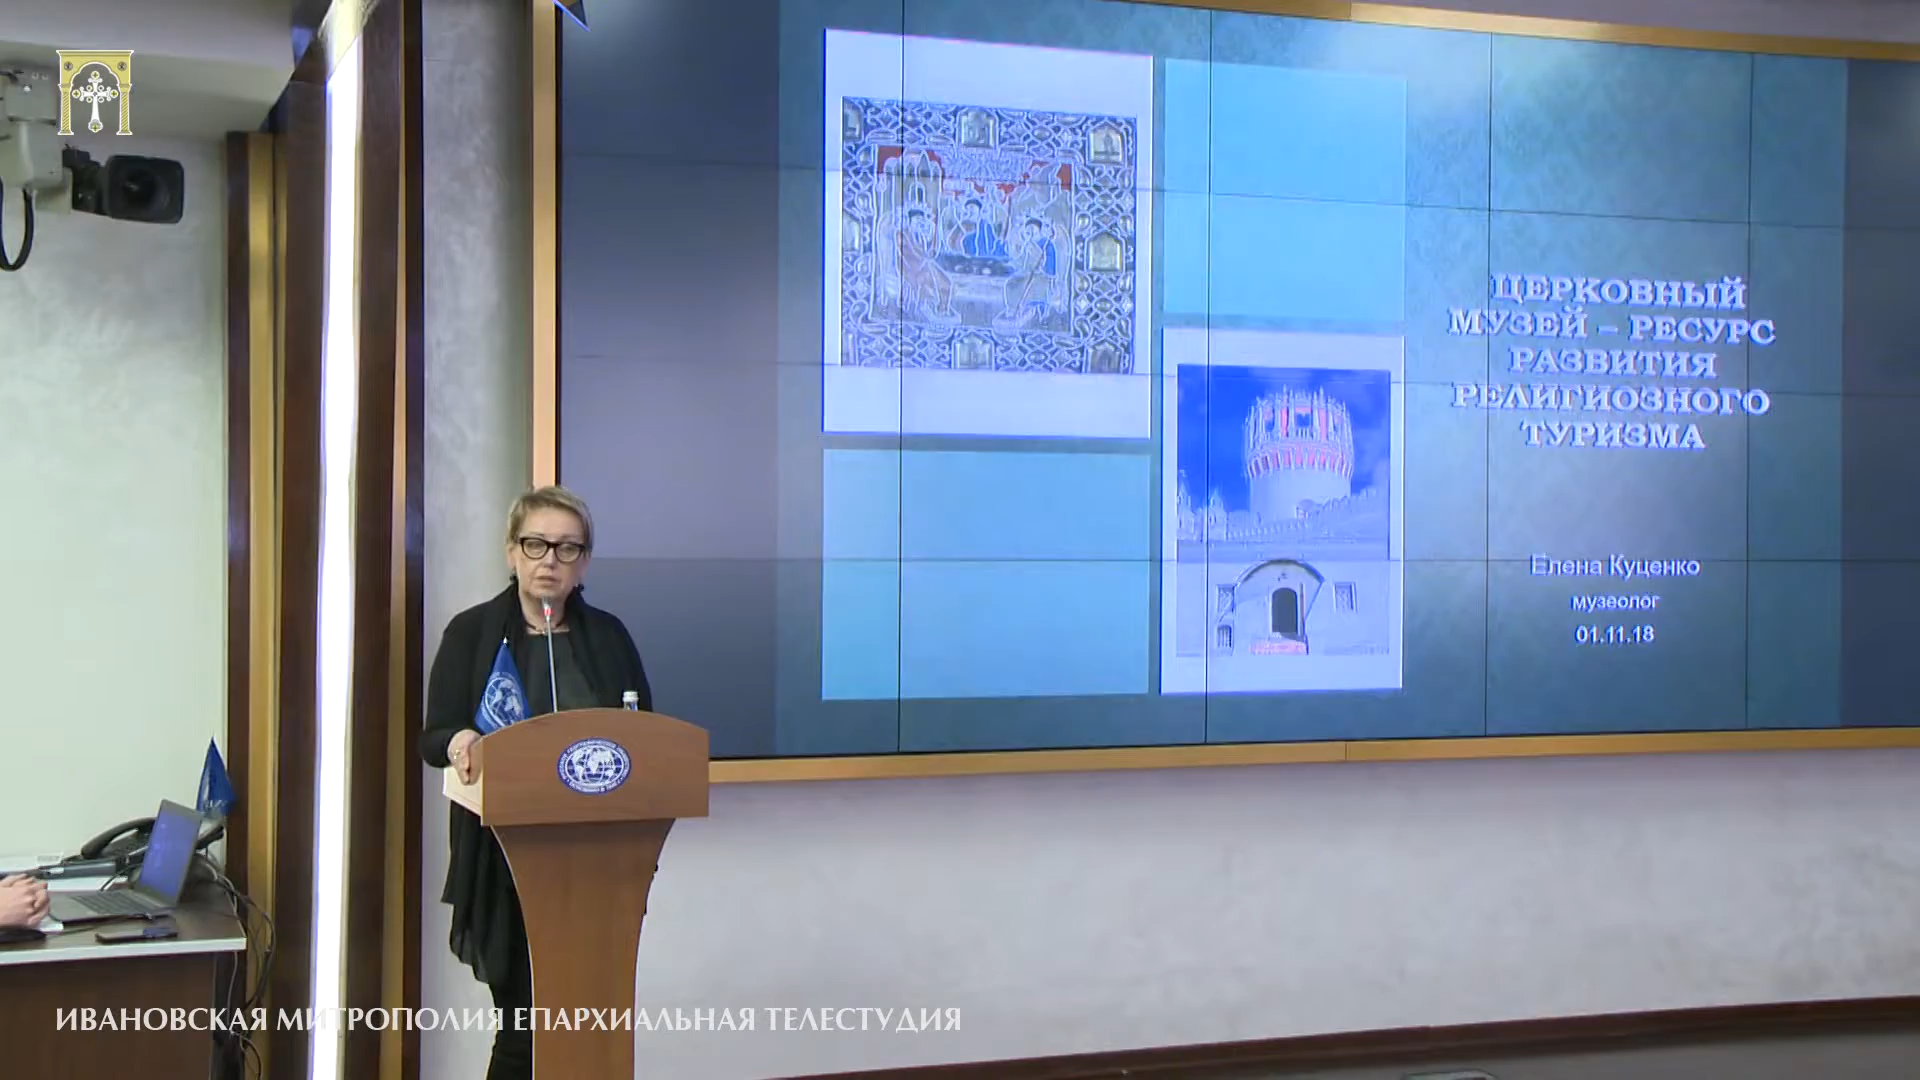 ЦЕРКОВНЫЙ
МУЗЕЙ – РЕСУРС
РАЗВИТИЯ
РЕЛИГИОЗНОГО
ТУРИЗМА
Елена Куценко
музеолог
01.11.18
ИВАНОВСКАЯ МИТРОПОЛИЯ ЕПАРХИАЛЬНАЯ ТЕЛЕСТУДИЯ